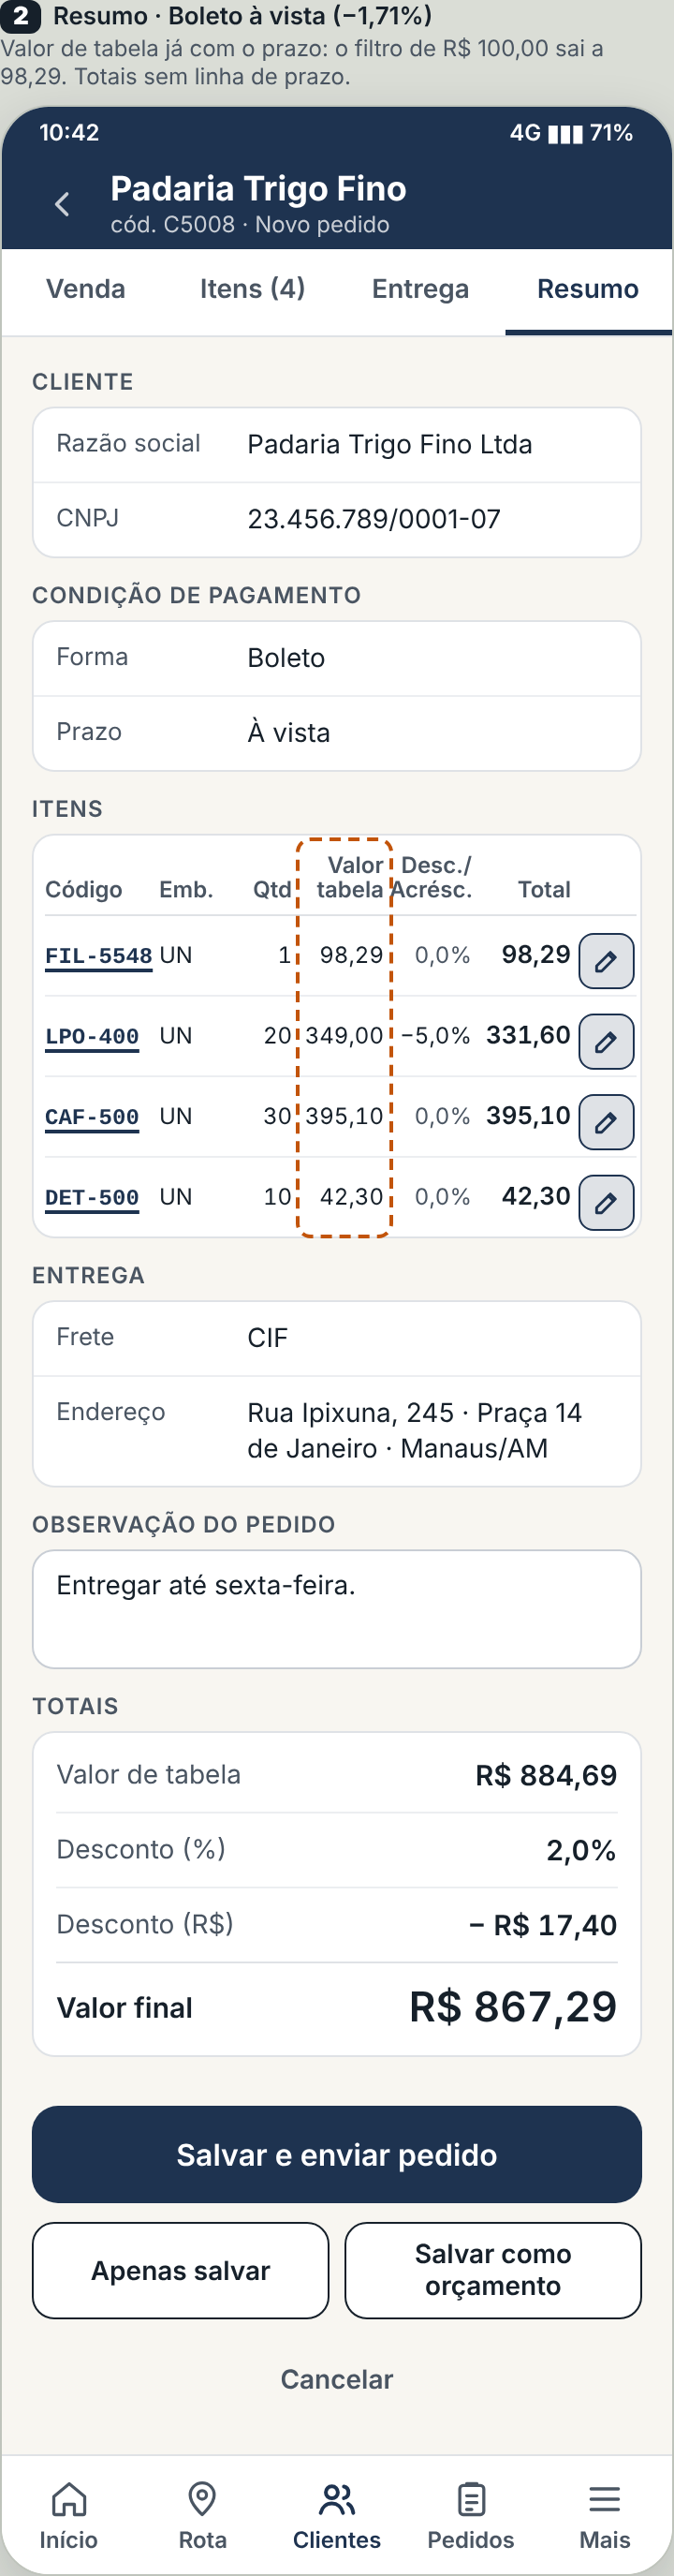 2 Resumo · Boleto à vista (−1,71%)
Valor de tabela já com o prazo: o filtro de R$ 100,00 sai a
98,29. Totais sem linha de prazo.
10:42 4G 71%
Padaria Trigo Fino
cód. C5008 · Novo pedido
Venda Itens (4) Entrega Resumo
CLIENTE
Razão social Padaria Trigo Fino Ltda
CNPJ 23.456.789/0001-07
CONDIÇÃO DE PAGAMENTO
Forma Boleto
Prazo À vista
ITENS
Valor Desc./
Código Emb. Qtd tabela Acrésc. Total
FIL-5548 UN 1 98,29 0,0% 98,29
LPO-400 UN 20 349,00 −5,0% 331,60
CAF-500 UN 30 395,10 0,0% 395,10
DET-500 UN 10 42,30 0,0% 42,30
ENTREGA
Frete CIF
Endereço Rua Ipixuna, 245 · Praça 14
de Janeiro · Manaus/AM
OBSERVAÇÃO DO PEDIDO
Entregar até sexta-feira.
TOTAIS
Valor de tabela R$ 884,69
Desconto (%) 2,0%
Desconto (R$) − R$ 17,40
Valor final R$ 867,29
Salvar e enviar pedido
Apenas salvar
Salvar como
orçamento
Cancelar
Início Rota Clientes Pedidos Mais